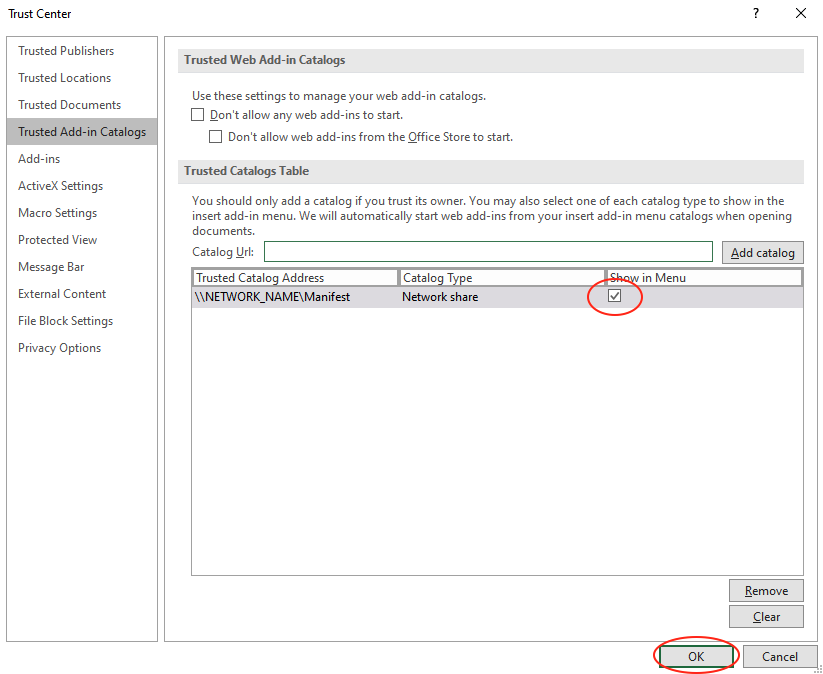 Trust Center
?
Trusted Publishers
Trusted Locations
Trusted Documents
Trusted Add-in Catalogs
Add-ins
ActiveX Settings
Macro Settings
Protected View
Message Bar
External Content
File Block Settings
Privacy Options
Trusted Web Add-in Catalogs
Use these settings to manage your web add-in catalogs.
Don't allow any web add-ins to start.
Don't allow web add-ins from the Office Store to start.
Trusted Catalogs Table
You should only add a catalog if you trust its owner. You may also select one of each catalog type to show in the
insert add-in menu. We will automatically start web add-ins from your insert add-in menu catalogs when opening
documents.
Catalog Url:
Add catalog
Trusted Catalog Address Catalog Type Show in Menu
\\NETWORK_NAME\Manifest Network share
Remove
Clear
OK Cancel